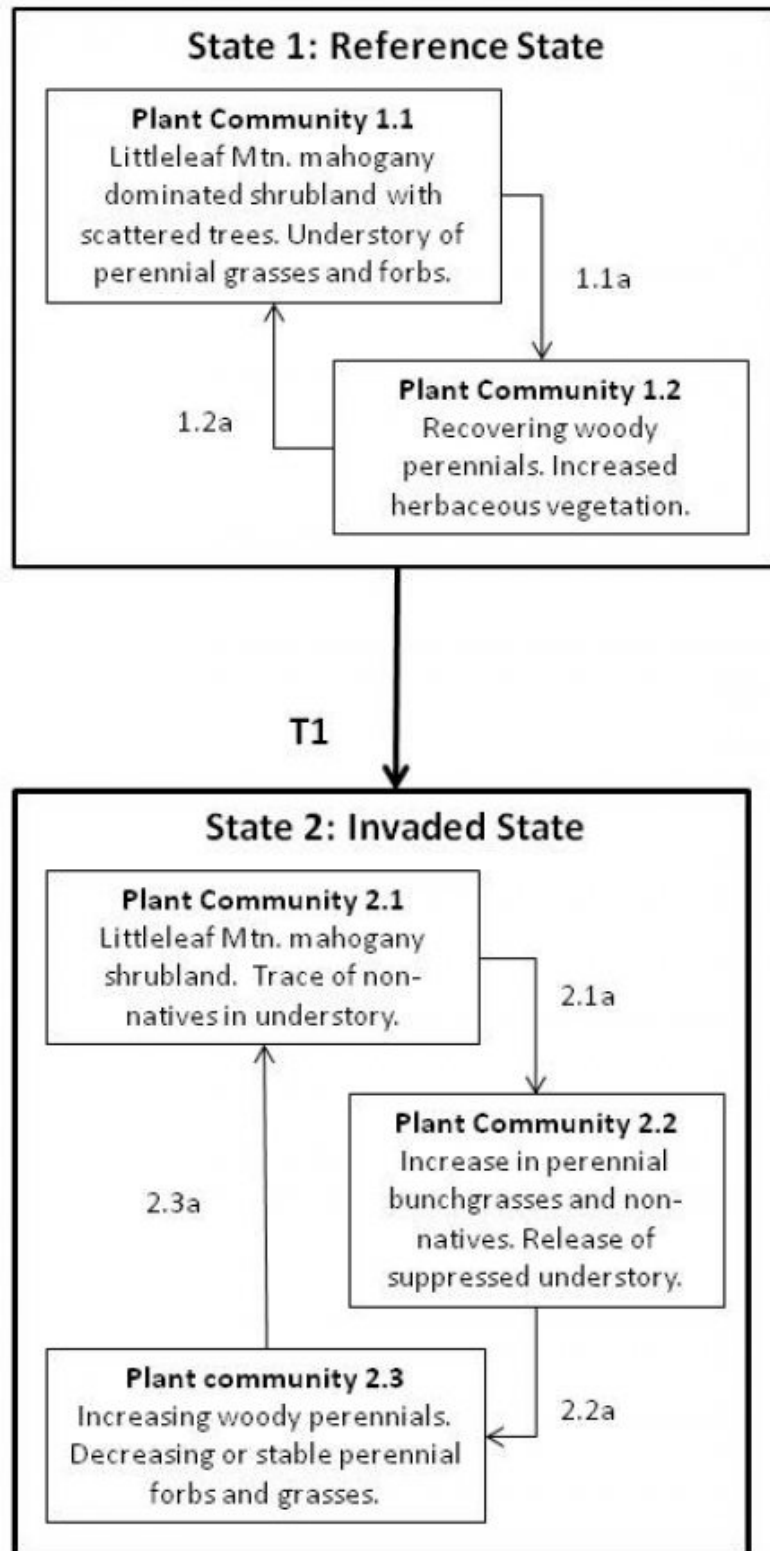 State 1: Reference State
Plant Community 1.1
Littleleaf Mtn. mahogany
dominated shrubland with
scattered trees. Understory of
perennial grasses and forbs.
1.1a
Plant Community 1.2
Recovering woody
perennials. Increased
herbaceous vegetation.
1.2a
T1
State 2: Invaded State
Plant Community 2.1
Littleleaf Mtn. mahogany
shrubland. Trace of non-
natives in understory.
2.1a
Plant Community 2.2
Increase in perennial
bunchgrasses and non-
natives. Release of
suppressed understory.
2.3a
Plant community 2.3
Increasing woody perennials.
Decreasing or stable perennial
forbs and grasses.
2.2a